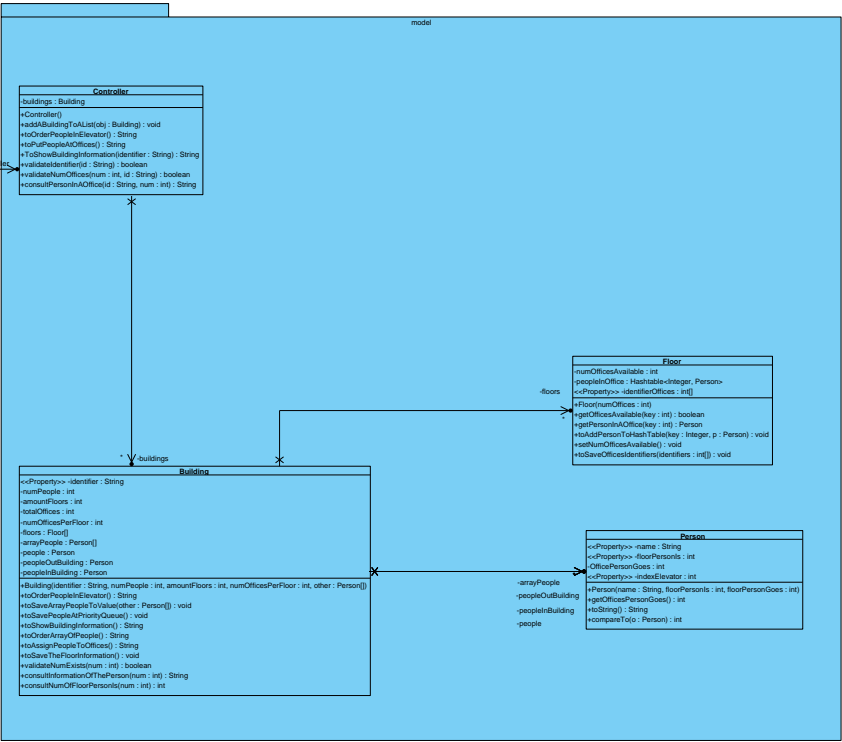 model
Controller
-buildings : Building
+Controller()
+addABuildingToAList(obj : Building) : void
+toOrderPeopleInElevator() : String
+toPutPeopleAtOffices() : String
+ToShowBuildingInformation(identifier : String) : String
+validateIdentifier(id : String) : boolean
+validateNumOffices(num : int, id : String) : boolean
+consultPersonInAOffice(id : String, num : int) : String
ler
*
-buildings
Building
<<Property>> -identifier : String
-numPeople : int
-amountFloors : int
-totalOffices : int
-numOfficesPerFloor : int
-floors : Floor[]
-arrayPeople : Person[]
-people : Person
-peopleOutBuilding : Person
-peopleInBuilding : Person
+Building(identifier : String, numPeople : int, amountFloors : int, numOfficesPerFloor : int, other : Person[])
+toOrderPeopleInElevator() : String
+toSaveArrayPeopleToValue(other : Person[]) : void
+toSavePeopleAtPriorityQueue() : void
+toShowBuildingInformation() : String
+toOrderArrayOfPeople() : String
+toAssignPeopleToOffices() : String
+toSaveTheFloorInformation() : void
+validateNumExists(num : int) : boolean
+consultInformationOfThePerson(num : int) : String
+consultNumOfFloorPersonIs(num : int) : int
-floors
*
Floor
-numOfficesAvailable : int
-peopleInOffice : Hashtable<Integer, Person>
<<Property>> -identifierOffices : int[]
+Floor(numOffices : int)
+getOfficesAvailable(key : int) : boolean
+getPersonInAOffice(key : int) : Person
+toAddPersonToHashTable(key : Integer, p : Person) : void
+setNumOfficesAvailable() : void
+toSaveOfficesIdentifiers(identifiers : int[]) : void
-arrayPeople
-peopleOutBuilding
-peopleInBuilding
-people
Person
<<Property>> -name : String
<<Property>> -floorPersonIs : int
-OfficePersonGoes : int
<<Property>> -indexElevator : int
+Person(name : String, floorPersonIs : int, floorPersonGoes : int)
+getOfficesPersonGoes() : int
+toString() : String
+compareTo(o : Person) : int